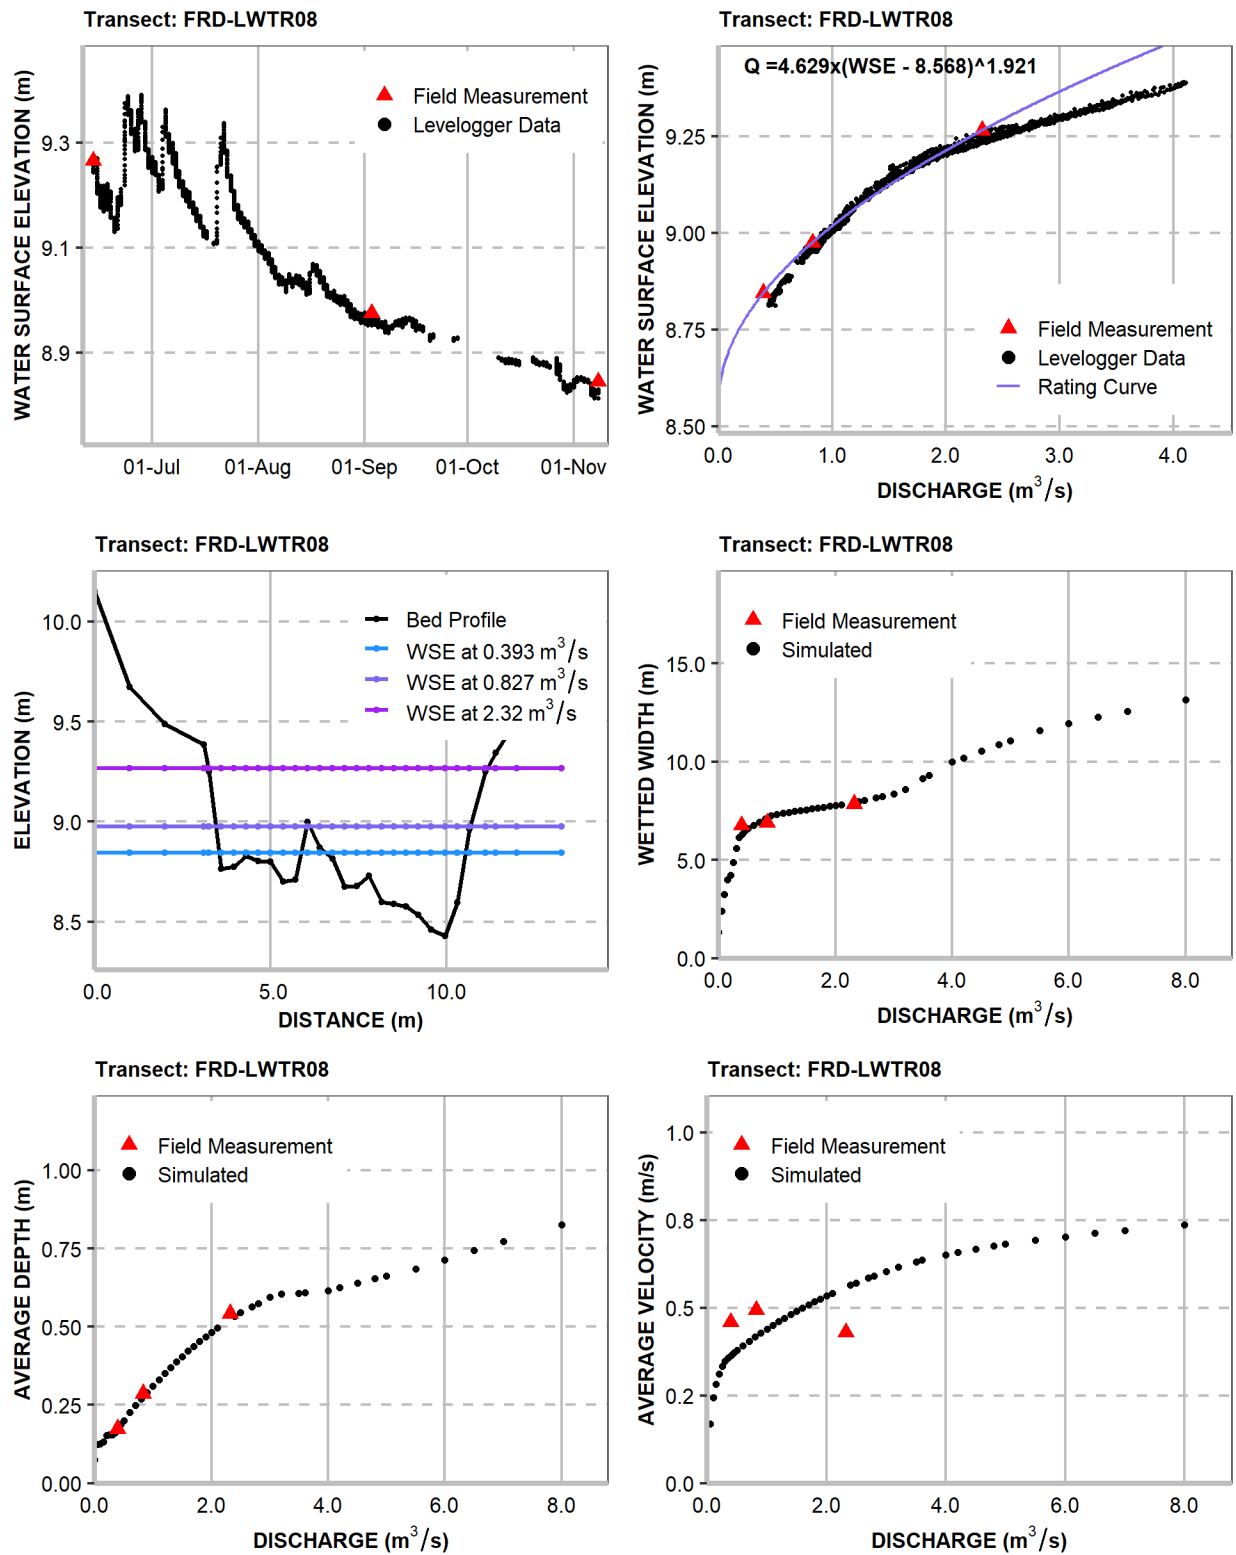 Transect: FRD-LWTR08
WATER SURFACE ELEVATION (m)
9.3
9.1
8.9
Field Measurement
Levelogger Data
01-Jul
01-Aug
01-Sep
01-Oct
01-Nov
Transect: FRD-LWTR08
Q =4.629x(WSE - 8.568)^1.921
WATER SURFACE ELEVATION (m)
9.25
9.00
8.75
8.50
Field Measurement
Levelogger Data
Rating Curve
0.0
1.0
2.0
3.0
4.0
DISCHARGE (m³/s)
Transect: FRD-LWTR08
ELEVATION (m)
10.0
9.5
9.0
8.5
Bed Profile
WSE at 0.393 m³/s
WSE at 0.827 m³/s
WSE at 2.32 m³/s
0.0
5.0
10.0
DISTANCE (m)
Transect: FRD-LWTR08
WETTED WIDTH (m)
15.0
10.0
5.0
0.0
Field Measurement
Simulated
0.0
2.0
4.0
6.0
8.0
DISCHARGE (m³/s)
Transect: FRD-LWTR08
AVERAGE DEPTH (m)
1.00
0.75
0.50
0.25
0.00
Field Measurement
Simulated
0.0
2.0
4.0
6.0
8.0
DISCHARGE (m³/s)
Transect: FRD-LWTR08
AVERAGE VELOCITY (m/s)
1.0
0.8
0.5
0.2
0.0
Field Measurement
Simulated
0.0
2.0
4.0
6.0
8.0
DISCHARGE (m³/s)